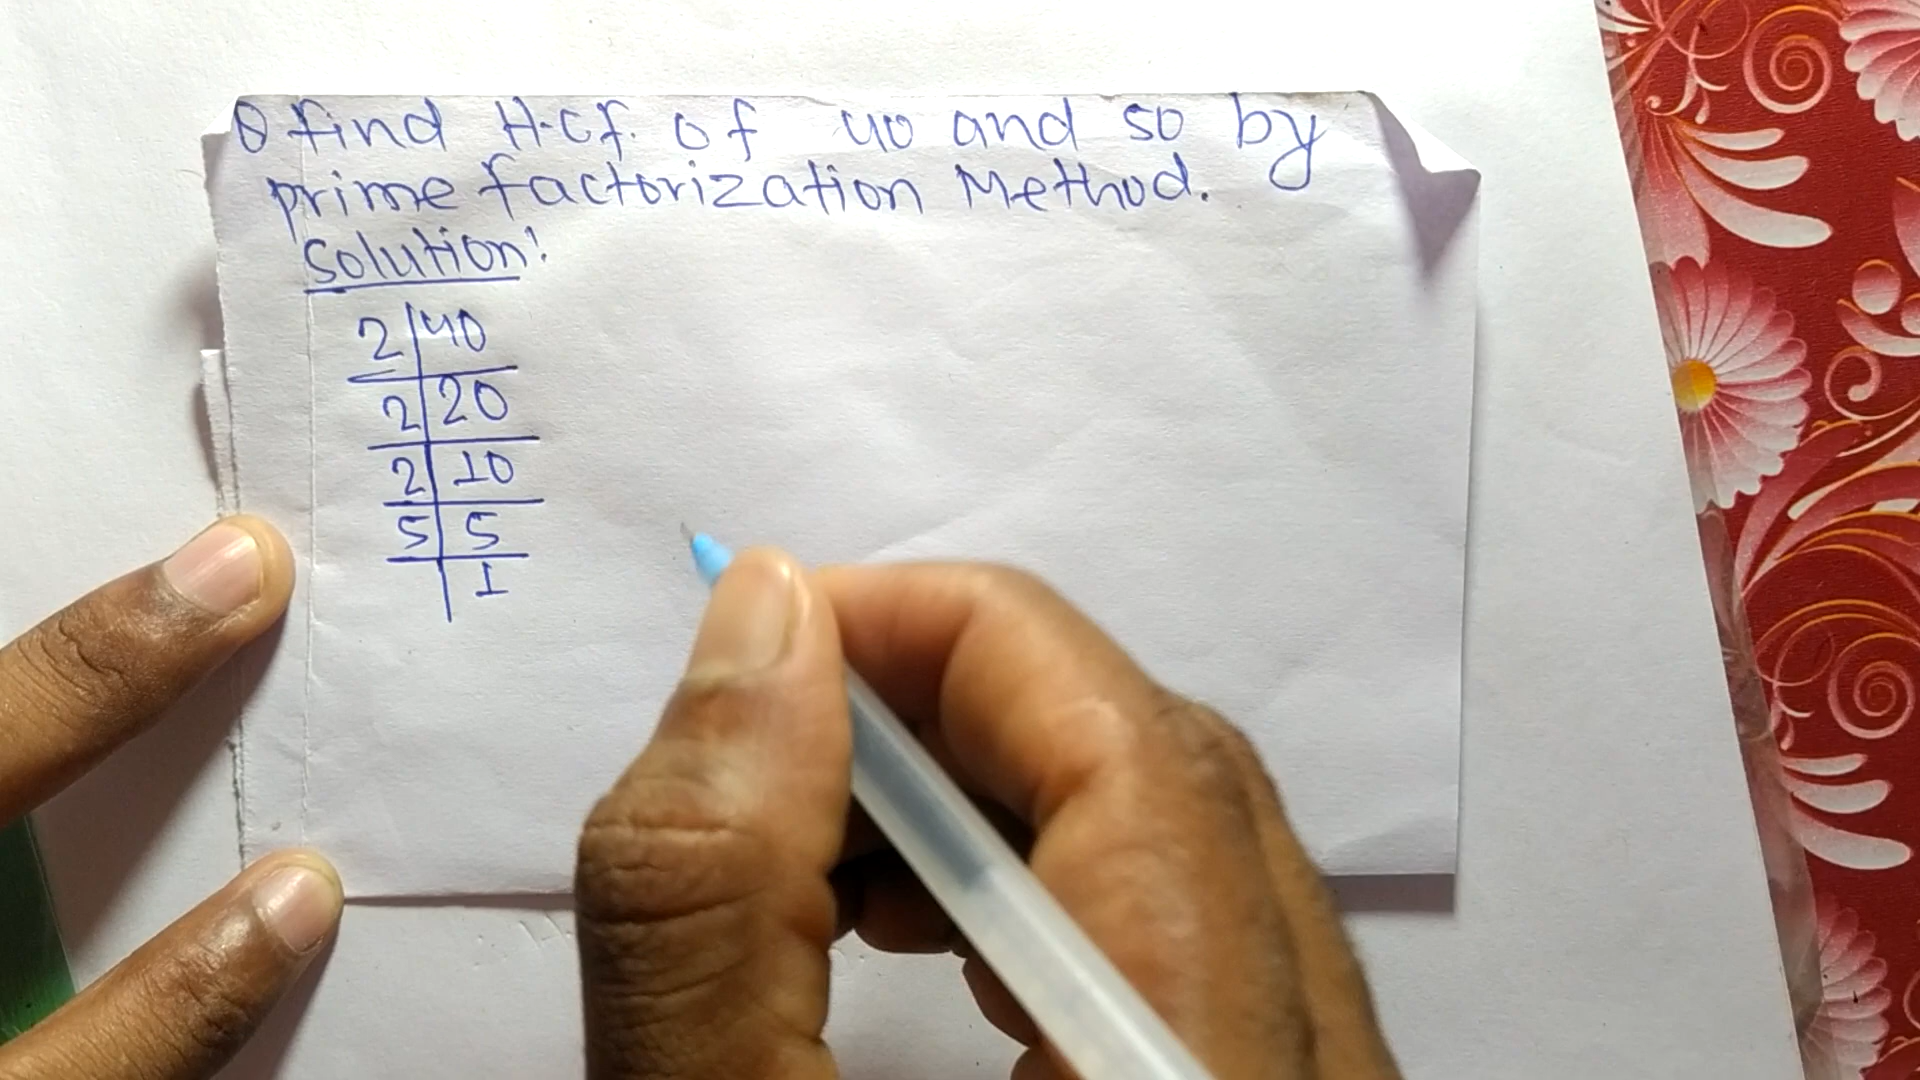 Q find H.C.f. of 40 and 50 by
prime factorization Method.
Solution:
2 | 40
2 | 20
2 | 10
5 | 5
| 1